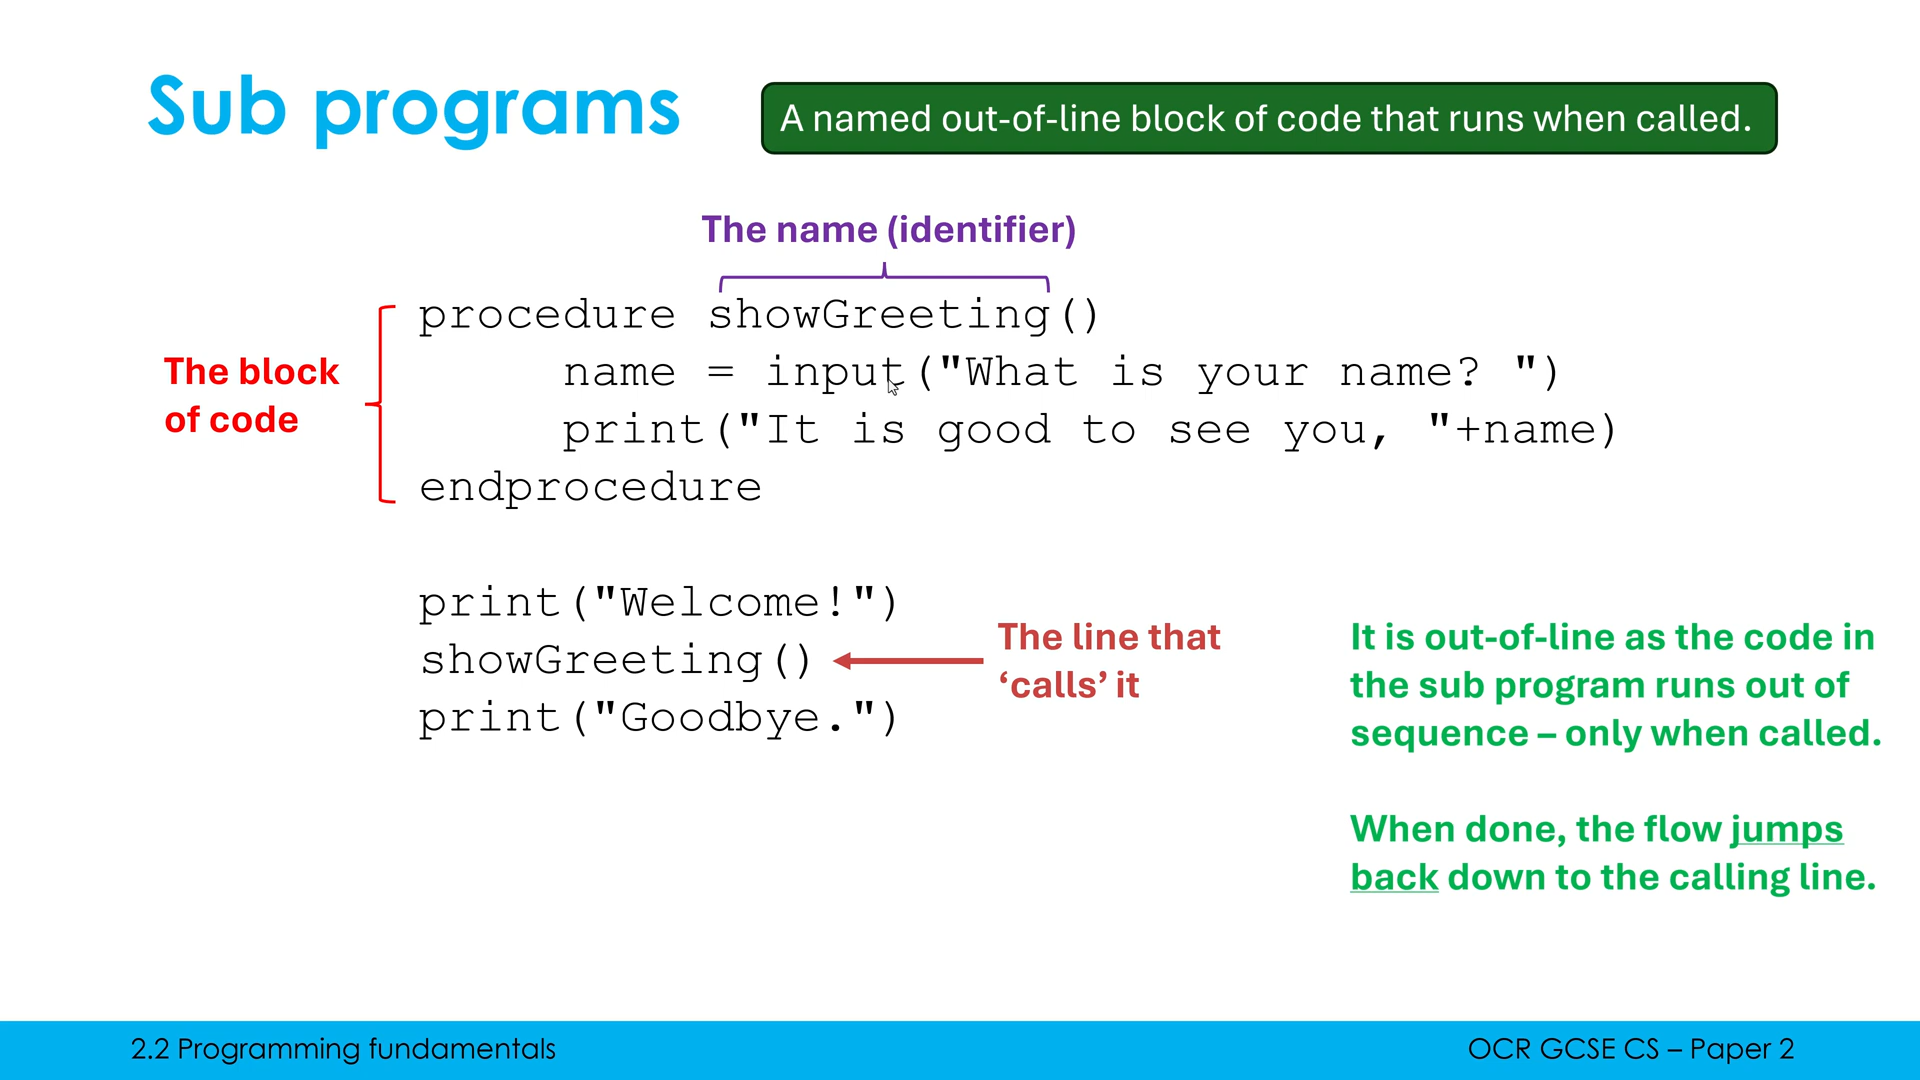 Sub programs
A named out-of-line block of code that runs when called.
The name (identifier)
procedure showGreeting()
name = input("What is your name? ")
print("It is good to see you, "+name)
endprocedure
The block
of code
print("Welcome!")
showGreeting()
print("Goodbye.")
The line that
‘calls’ it
It is out-of-line as the code in
the sub program runs out of
sequence – only when called.
When done, the flow jumps
back down to the calling line.
2.2 Programming fundamentals
OCR GCSE CS – Paper 2